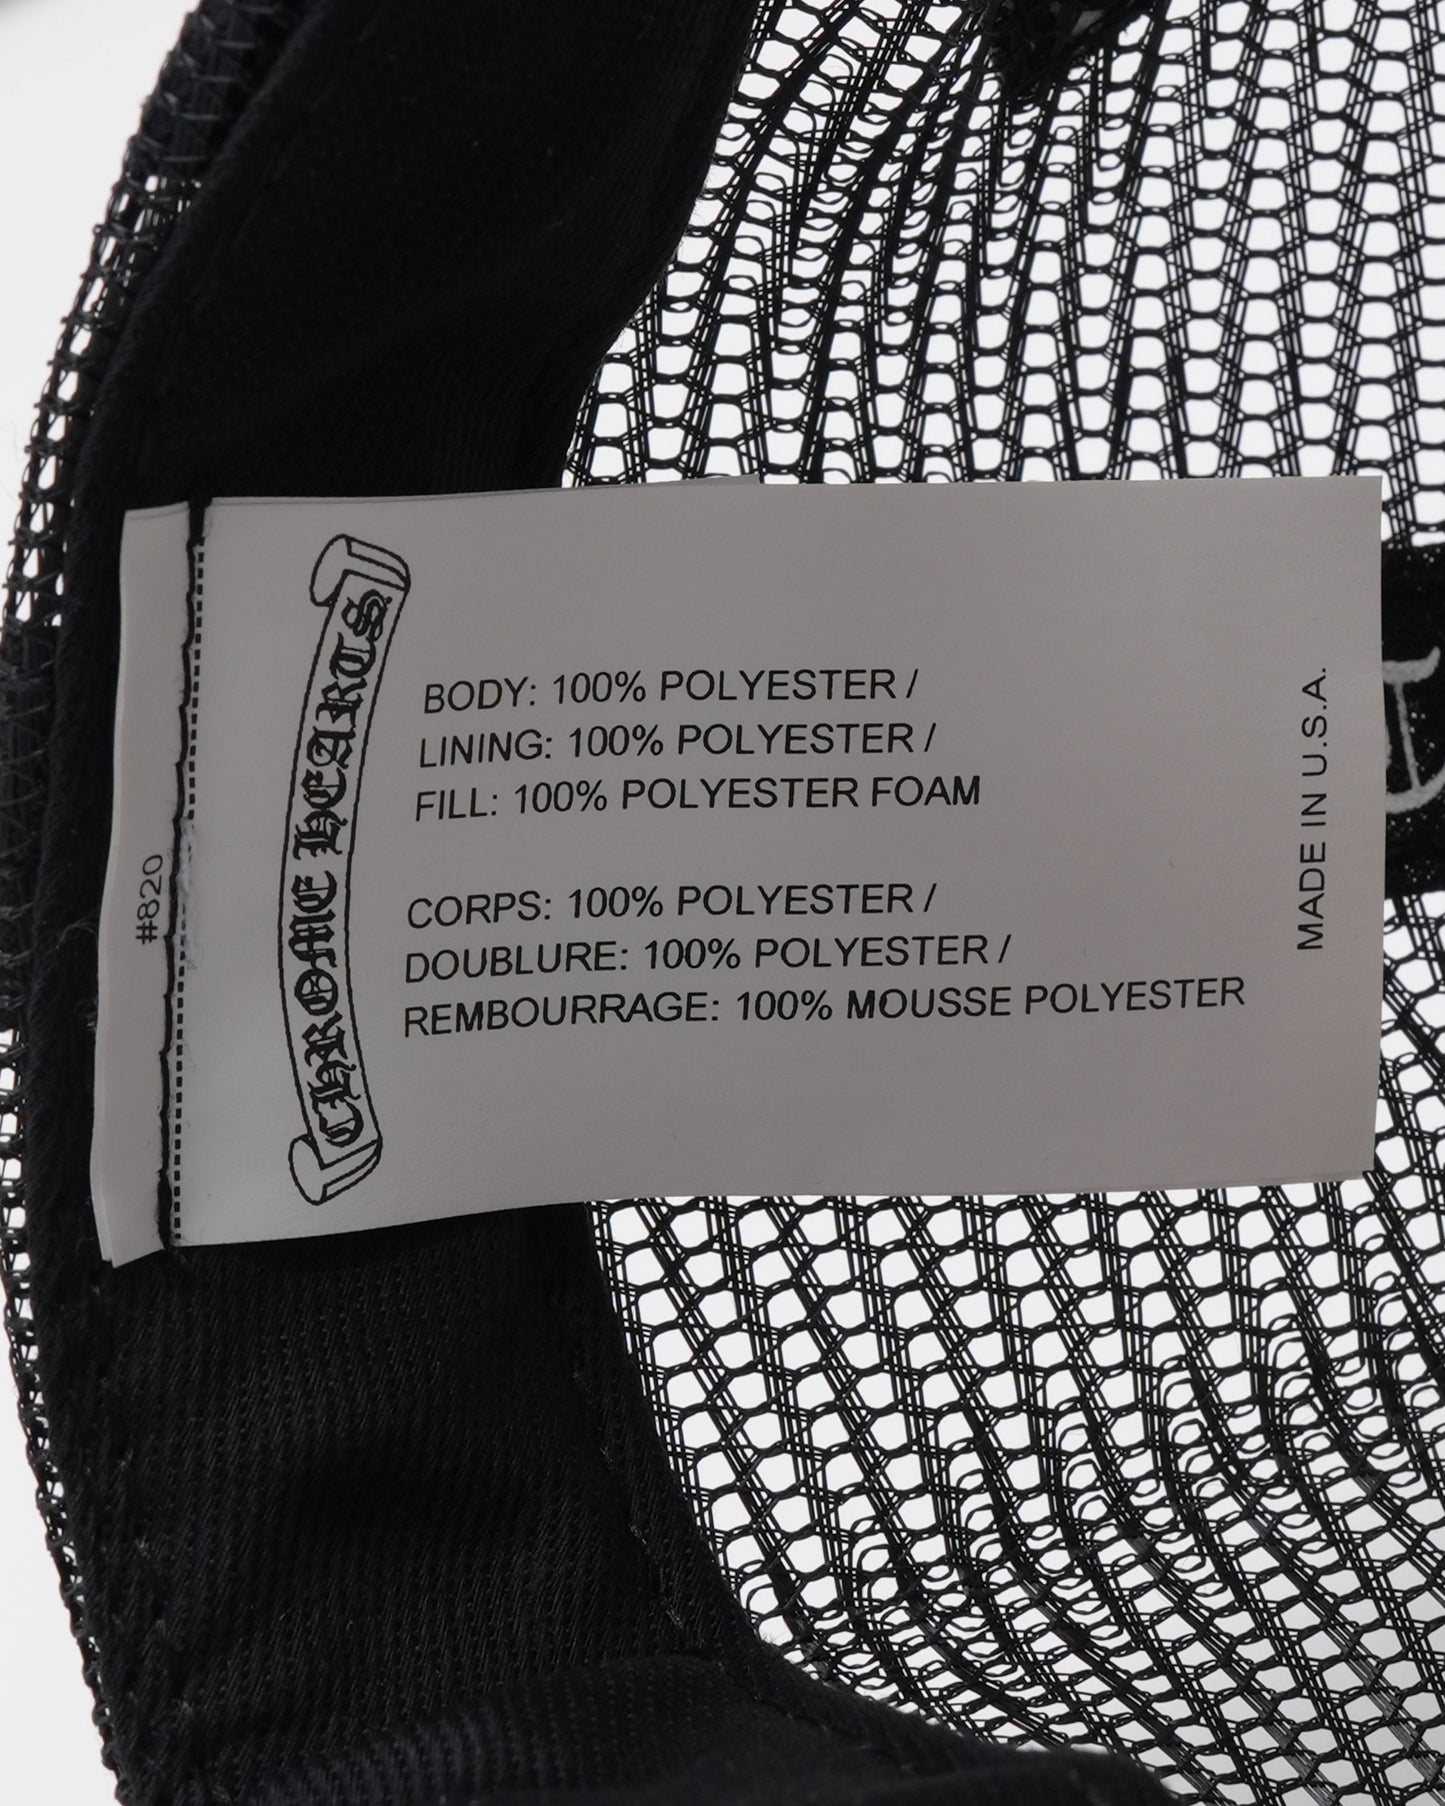 #820
CHROME HEARTS
BODY: 100% POLYESTER /
LINING: 100% POLYESTER /
FILL: 100% POLYESTER FOAM
CORPS: 100% POLYESTER /
DOUBLURE: 100% POLYESTER /
REMBOURRAGE: 100% MOUSSE POLYESTER
MADE IN U.S.A.